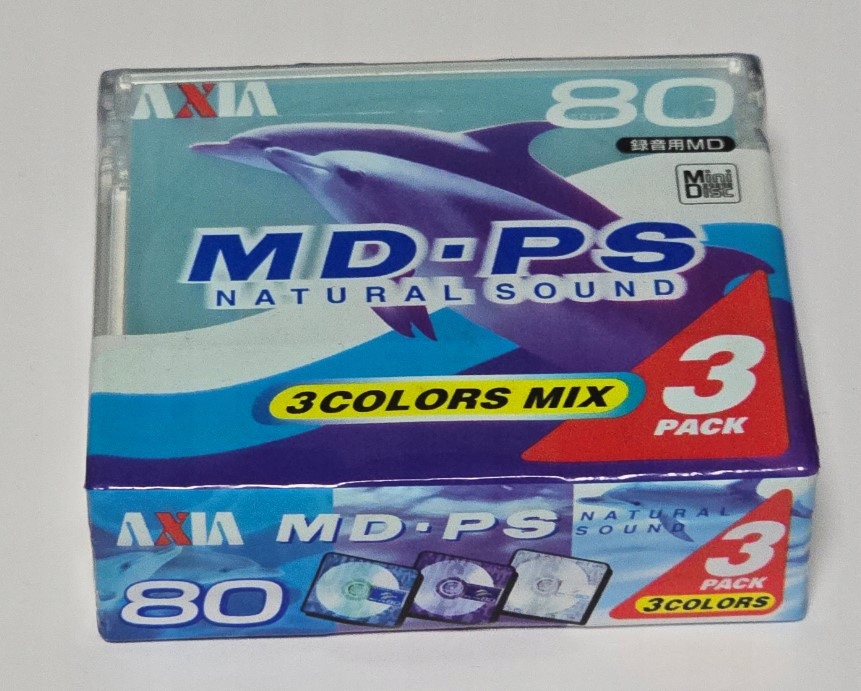 AXIA 80
録音用MD
Mini
Disc
MD·PS
NATURAL SOUND
3COLORS MIX
3
PACK
AXIA MD·PS NATURAL
SOUND
80
3
PACK
3COLORS